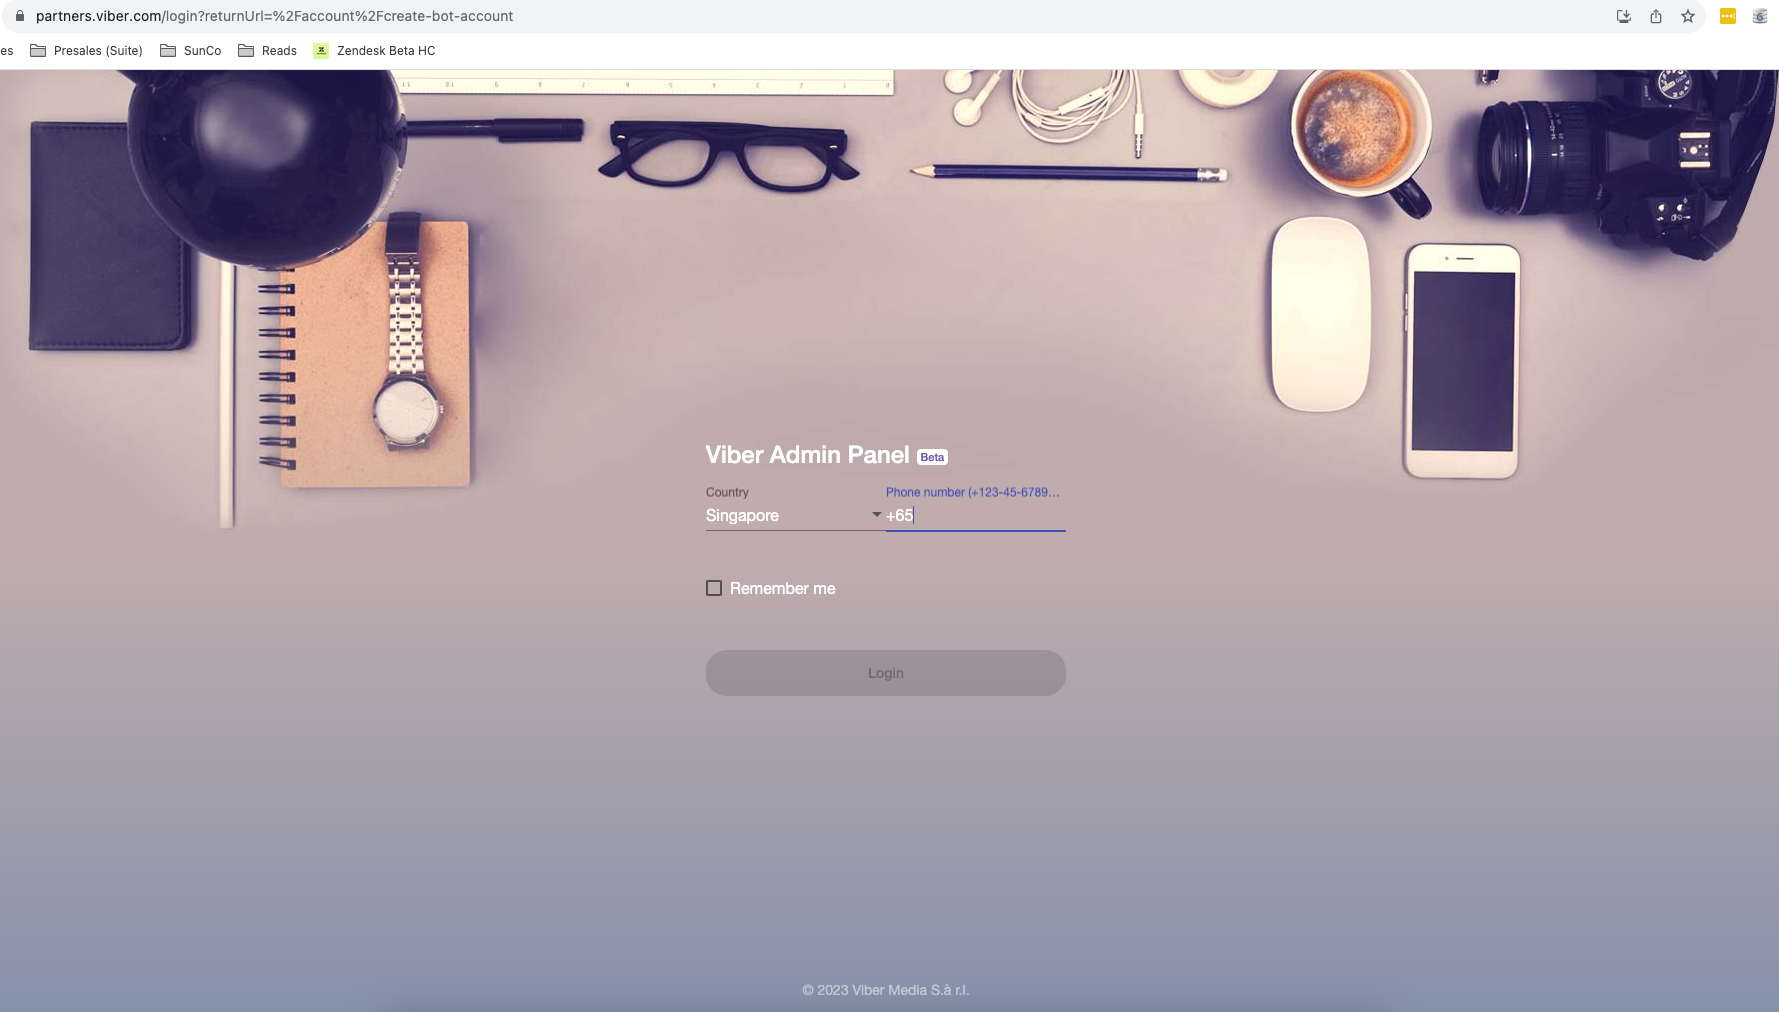 partners.viber.com/login?returnUrl=%2Faccount%2Fcreate-bot-account
es Presales (Suite) SunCo Reads Zendesk Beta HC
Viber Admin Panel Beta
Country Phone number (+123-45-6789...
Singapore +65
Remember me
Login
© 2023 Viber Media S.à r.l.